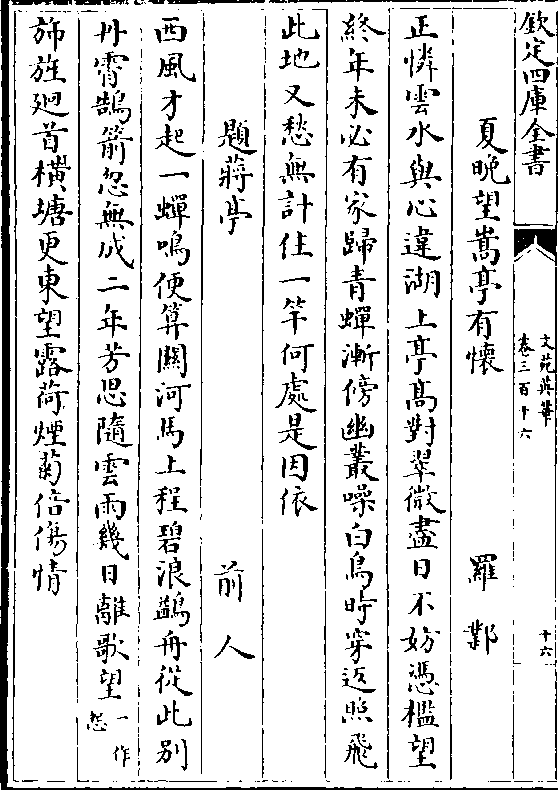 欽定四庫全書
文苑英華
卷三百十六
十六
夏晚望嵩亭有懷 羅鄴
正憐雲水與心違湖上亭高對翠微盡日不妨憑檻望
終年未必有家歸青蟬漸傍幽叢噪白鳥時穿返照飛
此地又愁無計住一竿何處是因依
題蔣亭 前人
西風才起一蟬鳴便算關河馬上程碧浪鷁舟從此別
丹霄鵠箭忽無成二年芳思隨雲雨幾日離歌望一作怨
斾旌廻首橫塘更東望露荷煙菊倍傷情